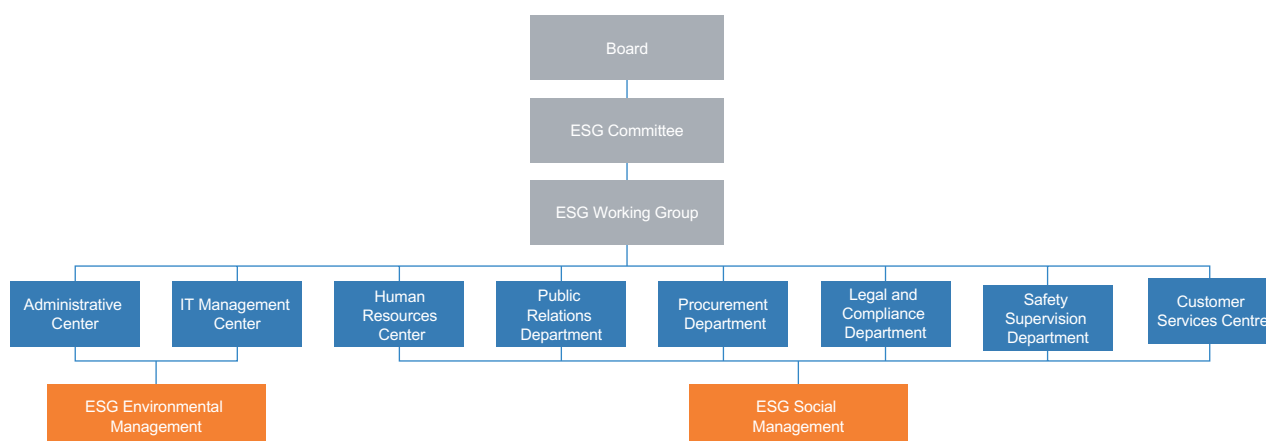 Board
ESG Committee
ESG Working Group
Administrative
Center
IT Management
Center
Human
Resources
Center
Public
Relations
Department
Procurement
Department
Legal and
Compliance
Department
Safety
Supervision
Department
Customer
Services Centre
ESG Environmental
Management
ESG Social
Management